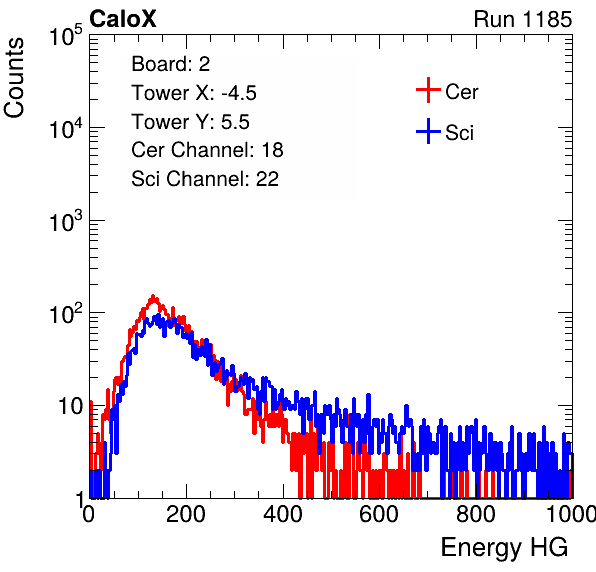 CaloX Run 1185
Counts
10^5
10^4
10^3
10^2
10
1
Board: 2
Tower X: -4.5
Tower Y: 5.5
Cer Channel: 18
Sci Channel: 22
Cer
Sci
0 200 400 600 800 1000
Energy HG